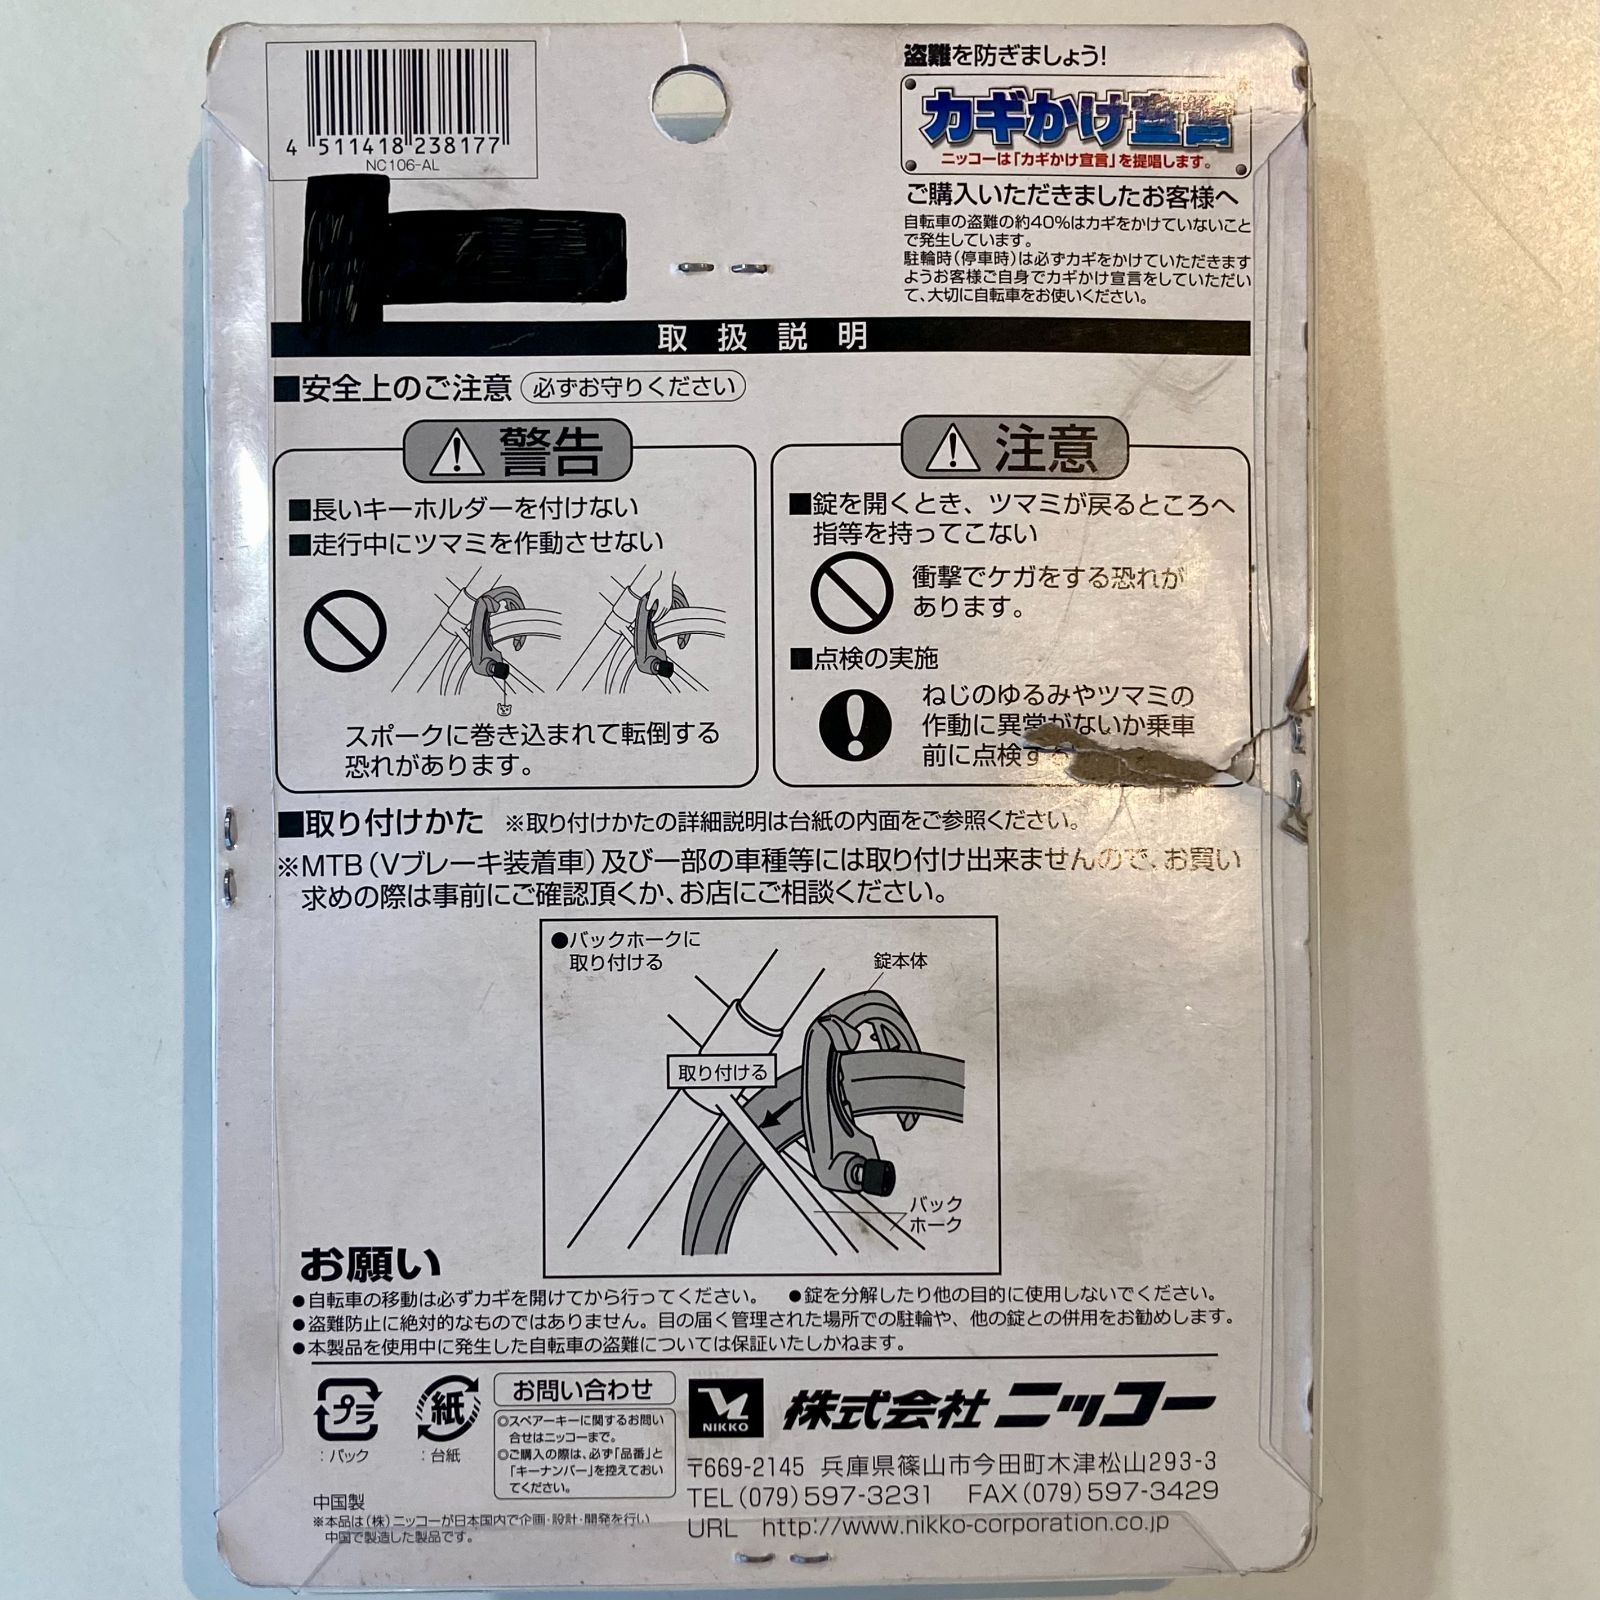 4 511418 238177
NC106-AL
盗難を防ぎましょう!
カギかけ宣言
ニッコーは「カギかけ宣言」を提唱します。
ご購入いただきましたお客様へ
自転車の盗難の約40%はカギをかけていないこと
で発生しています。
駐輪時(停車時)は必ずカギをかけていただきます
ようお客様ご自身でカギかけ宣言をしていただい
て、大切に自転車をお使いください。
取扱説明
■安全上のご注意 必ずお守りください
警告
■長いキーホルダーを付けない
■走行中にツマミを作動させない
スポークに巻き込まれて転倒する
恐れがあります。
注意
■錠を開くとき、ツマミが戻るところへ
指等を持ってこない
衝撃でケガをする恐れが
あります。
■点検の実施
ねじのゆるみやツマミの
作動に異常がないか乗車
前に点検す
■取り付けかた ※取り付けかたの詳細説明は台紙の内面をご参照ください。
※MTB(Vブレーキ装着車)及び一部の車種等には取り付け出来ませんので、お買い
求めの際は事前にご確認頂くか、お店にご相談ください。
●バックホークに
取り付ける
錠本体
取り付ける
バック
ホーク
お願い
●自転車の移動は必ずカギを開けてから行ってください。 ●錠を分解したり他の目的に使用しないでください。
●盗難防止に絶対的なものではありません。目の届く管理された場所での駐輪や、他の錠との併用をお勧めします。
●本製品を使用中に発生した自転車の盗難については保証いたしかねます。
プラ
:パック
紙
:台紙
お問い合わせ
◎スペアーキーに関するお問い
合せはニッコーまで。
◎ご購入の際は、必ず「品番」と
「キーナンバー」を控えておい
てください。
中国製
※本品は(株)ニッコーが日本国内で企画・設計・開発を行い
中国で製造した製品です。
NIKKO
株式会社ニッコー
〒669-2145 兵庫県篠山市今田町木津松山293-3
TEL(079)597-3231 FAX(079)597-3429
URL http://www.nikko-corporation.co.jp